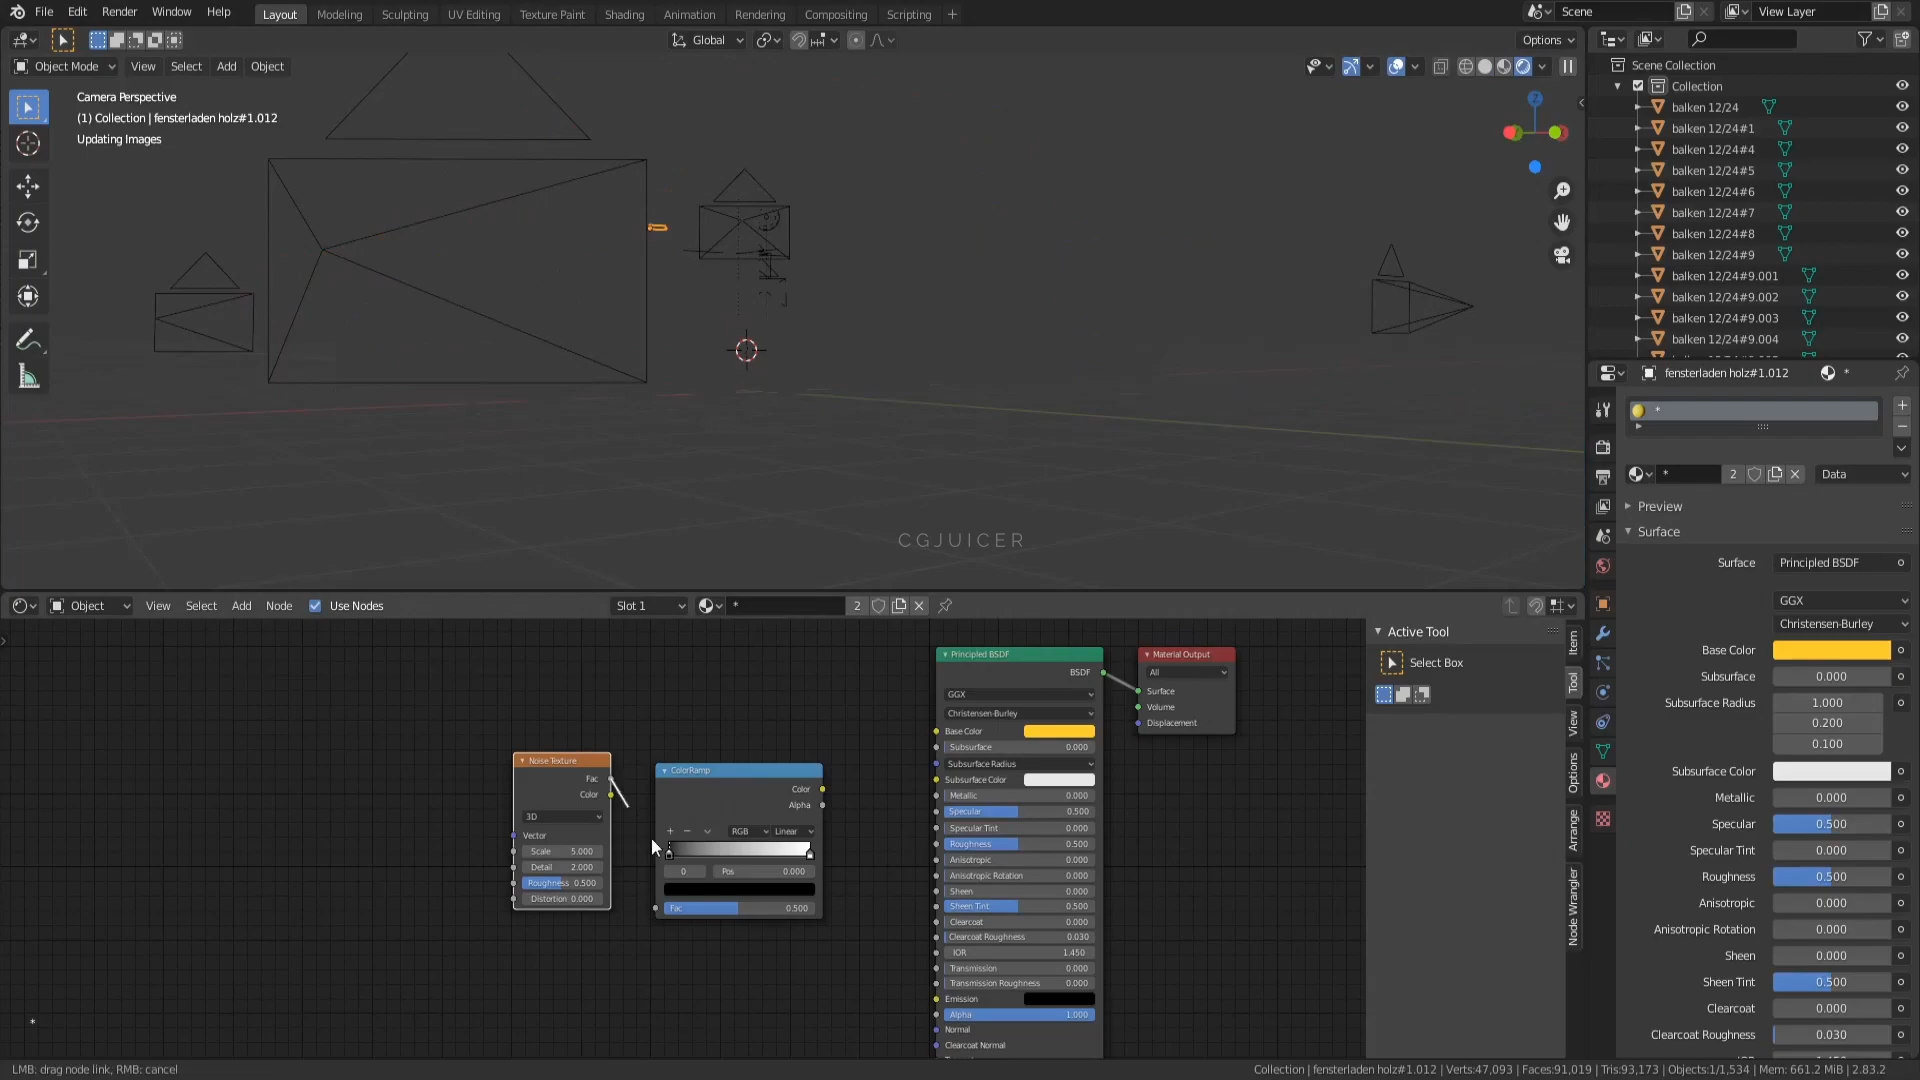 File Edit Render Window Help
Layout Modeling Sculpting UV Editing Texture Paint Shading Animation Rendering Compositing Scripting +
Scene
View Layer
Global
Options
Object Mode View Select Add Object
Camera Perspective
(1) Collection | fensterladen holz#1.012
Updating Images
Z
CGJUICER
Scene Collection
Collection
balken 12/24
balken 12/24#1
balken 12/24#4
balken 12/24#5
balken 12/24#6
balken 12/24#7
balken 12/24#8
balken 12/24#9
balken 12/24#9.001
balken 12/24#9.002
balken 12/24#9.003
balken 12/24#9.004
fensterladen holz#1.012 *
*
* 2 Data
Preview
Surface
Surface Principled BSDF
GGX
Christensen-Burley
Base Color
Subsurface 0.000
Subsurface Radius 1.000
0.200
0.100
Subsurface Color
Metallic 0.000
Specular 0.500
Specular Tint 0.000
Roughness 0.500
Anisotropic 0.000
Anisotropic Rotation 0.000
Sheen 0.000
Sheen Tint 0.500
Clearcoat 0.000
Clearcoat Roughness 0.030
Object View Select Add Node Use Nodes
Slot 1
* 2
Noise Texture
Fac
Color
3D
Vector
Scale 5.000
Detail 2.000
Roughness 0.500
Distortion 0.000
ColorRamp
Color
Alpha
RGB Linear
0 Pos 0.000
Fac 0.500
Principled BSDF
BSDF
GGX
Christensen-Burley
Base Color
Subsurface 0.000
Subsurface Radius
Subsurface Color
Metallic 0.000
Specular 0.500
Specular Tint 0.000
Roughness 0.500
Anisotropic 0.000
Anisotropic Rotation 0.000
Sheen 0.000
Sheen Tint 0.500
Clearcoat 0.000
Clearcoat Roughness 0.030
IOR 1.450
Transmission 0.000
Transmission Roughness 0.000
Emission
Alpha 1.000
Normal
Clearcoat Normal
Material Output
All
Surface
Volume
Displacement
Active Tool
Select Box
Item
Tool
View
Options
Arrange
Node Wrangler
*
LMB: drag node link, RMB: cancel
Collection | fensterladen holz#1.012 | Verts:47,093 | Faces:91,019 | Tris:93,173 | Objects:1/1,534 | Mem: 661.2 MiB | 2.83.2